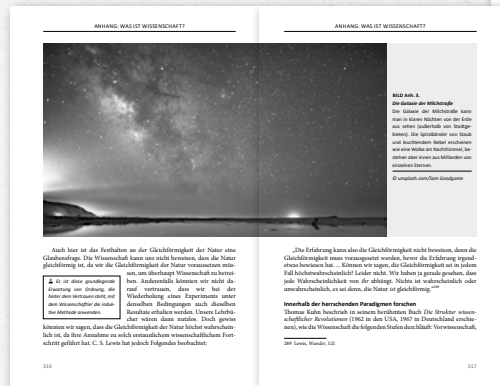 ANHANG: WAS IST WISSENSCHAFT?
Auch hier ist das Festhalten an der Gleichförmigkeit der Natur eine
Glaubensfrage. Die Wissenschaft kann uns nicht beweisen, dass die Natur
gleichförmig ist, da wir die Gleichförmigkeit der Natur voraussetzen müs-
sen, um überhaupt Wissenschaft zu betrei-
ben. Andernfalls könnten wir nicht da-
rauf vertrauen, dass wir bei der
Wiederholung eines Experiments unter
denselben Bedingungen auch dieselben
Resultate erhalten werden. Unsere Lehrbü-
cher wären dann nutzlos. Doch gewiss
Es ist diese grundlegende
Erwartung von Ordnung, die
hinter dem Vertrauen steht, mit
dem Wissenschaftler die induk-
tive Methode anwenden.
könnten wir sagen, dass die Gleichförmigkeit der Natur höchst wahrschein-
lich ist, da ihre Annahme zu solch erstaunlichem wissenschaftlichem Fort-
schritt geführt hat. C. S. Lewis hat jedoch Folgendes beobachtet:
316
ANHANG: WAS IST WISSENSCHAFT?
BILD Anh. 3.
Die Galaxie der Milchstraße
Die Galaxie der Milchstraße kann
man in klaren Nächten von der Erde
aus sehen (außerhalb von Stadtge-
bieten). Die Spiralbänder von Staub
und leuchtendem Nebel erscheinen
wie eine Wolke am Nachthimmel, be-
stehen aber innen aus Milliarden von
einzelnen Sternen.
© unsplash.com/Sam Goodgame
„Die Erfahrung kann also die Gleichförmigkeit nicht beweisen, denn die
Gleichförmigkeit muss vorausgesetzt werden, bevor die Erfahrung irgend-
etwas bewiesen hat. .. Können wir sagen, die Gleichförmigkeit sei in jedem
Fall höchstwahrscheinlich? Leider nicht. Wir haben ja gerade gesehen, dass
jede Wahrscheinlichkeit von ihr abhängt. Nichts ist wahrscheinlich oder
unwahrscheinlich, es sei denn, die Natur ist gleichförmig.“²⁸⁹
Innerhalb der herrschenden Paradigmen forschen
Thomas Kuhn beschrieb in seinem berühmten Buch Die Struktur wissen-
schaftlicher Revolutionen (1962 in den USA, 1967 in Deutschland erschie-
nen), wie die Wissenschaft die folgenden Stufen durchläuft: Vorwissenschaft,
289 Lewis, Wunder, 121
317